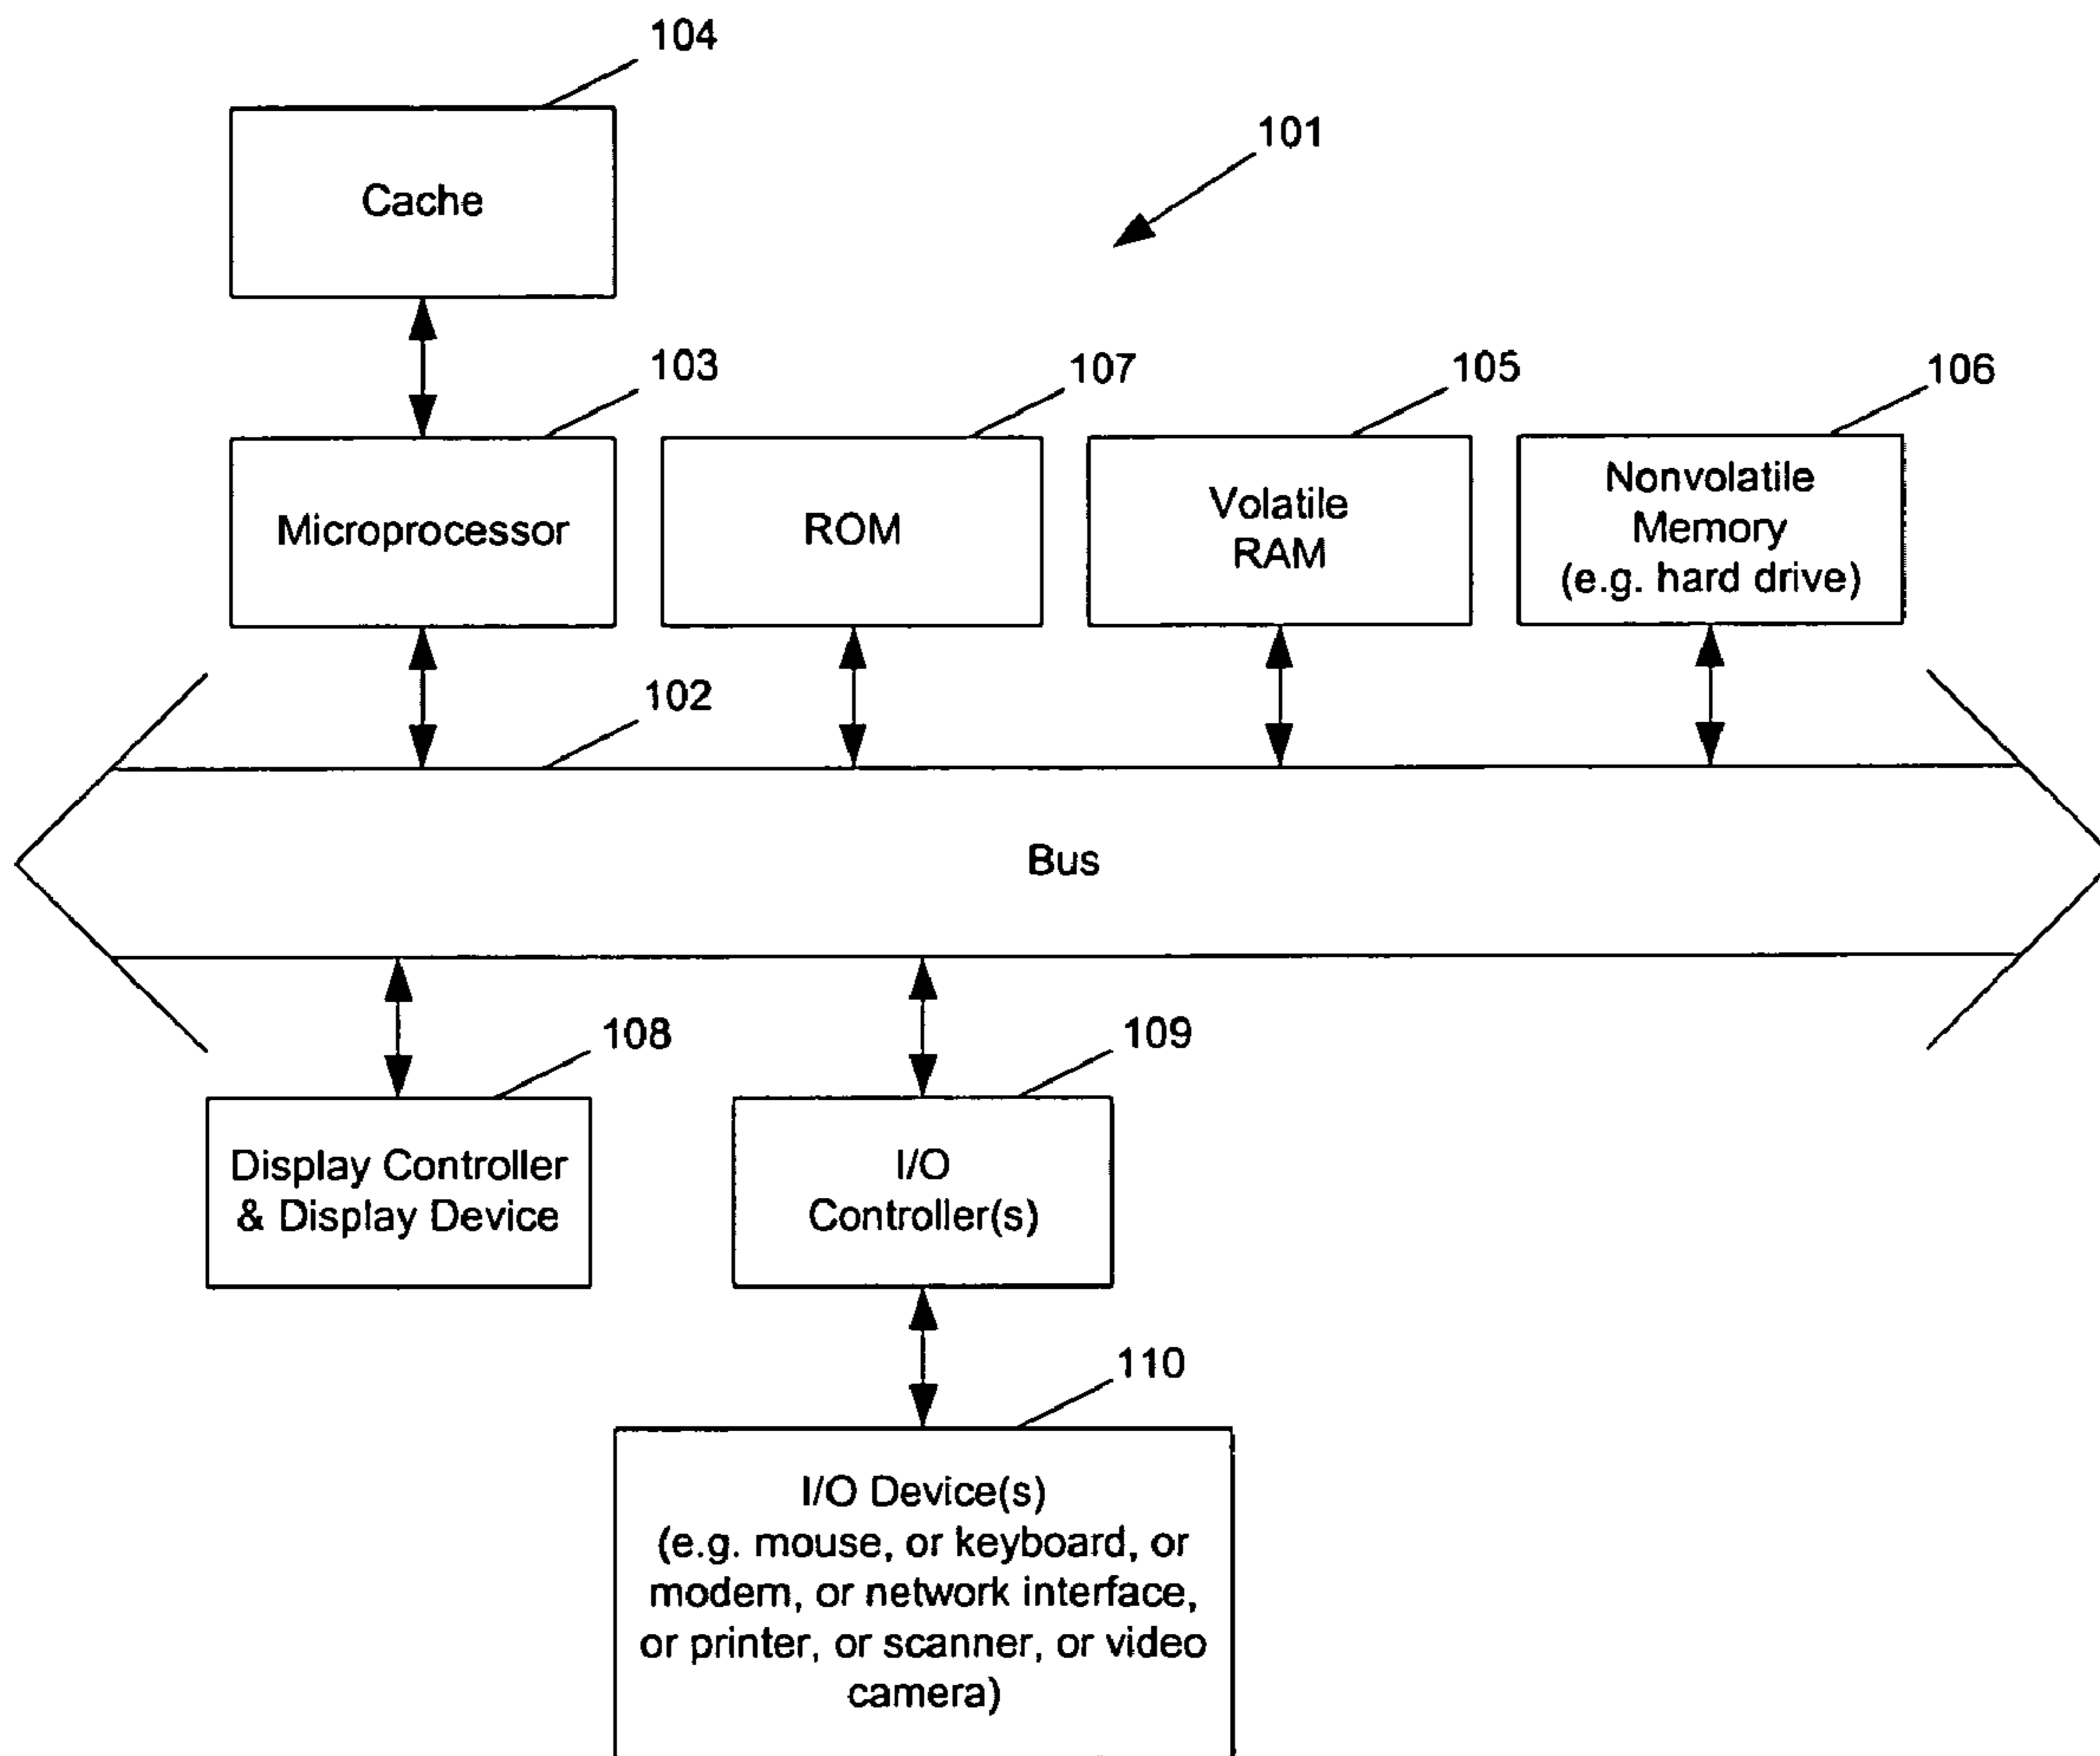 104
101
Cache
103
107
105
106
Microprocessor
ROM
Volatile
RAM
Nonvolatile
Memory
(e.g. hard drive)
102
Bus
108
109
Display Controller
& Display Device
I/O
Controller(s)
110
I/O Device(s)
(e.g. mouse, or keyboard, or
modem, or network interface,
or printer, or scanner, or video
camera)